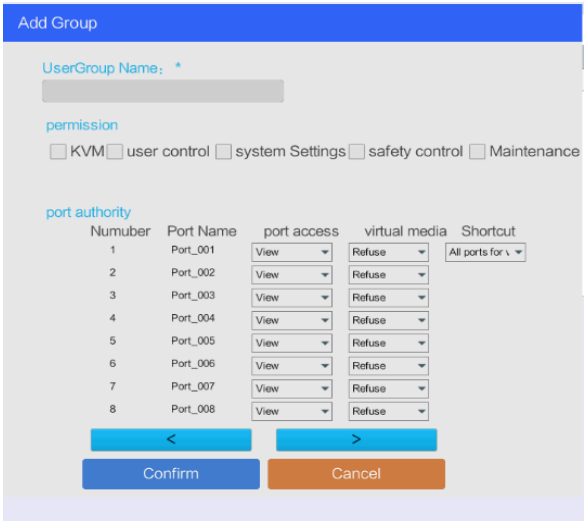 Add Group
UserGroup Name： *
permission
KVM user control system Settings safety control Maintenance
port authority
Numuber Port Name port access virtual media Shortcut
1 Port_001 View Refuse All ports for v
2 Port_002 View Refuse
3 Port_003 View Refuse
4 Port_004 View Refuse
5 Port_005 View Refuse
6 Port_006 View Refuse
7 Port_007 View Refuse
8 Port_008 View Refuse
< >
Confirm Cancel